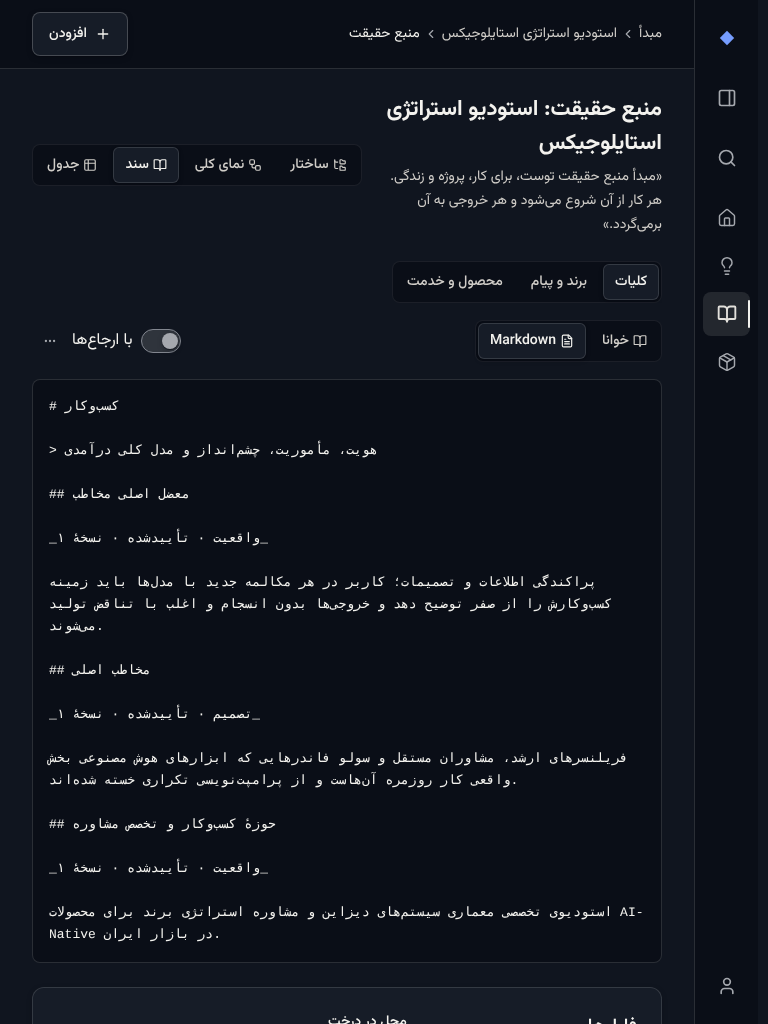 مبدأ › استودیو استراتژی استایلوجیکس › منبع حقیقت
+ افزودن
منبع حقیقت: استودیو استراتژی
استایلوجیکس
«مبدأ منبع حقیقت توست، برای کار، پروژه و زندگی.
هر کار از آن شروع می‌شود و هر خروجی به آن
برمی‌گردد.»
ساختار نمای کلی سند جدول
کلیات برند و پیام محصول و خدمت
خوانا Markdown
با ارجاع‌ها ...
# کسب‌وکار
> هویت، مأموریت، چشم‌انداز و مدل کلی درآمدی
## معضل اصلی مخاطب
_واقعیت · تأییدشده · نسخهٔ ۱_
پراکندگی اطلاعات و تصمیمات؛ کاربر در هر مکالمه جدید با مدل‌ها باید زمینه
کسب‌وکارش را از صفر توضیح دهد و خروجی‌ها بدون انسجام و اغلب با تناقض تولید
می‌شوند.
## مخاطب اصلی
_تصمیم · تأییدشده · نسخهٔ ۱_
فریلنسرهای ارشد، مشاوران مستقل و سولو فاندرهایی که ابزارهای هوش مصنوعی بخش
واقعی کار روزمره آن‌هاست و از پرامپت‌نویسی تکراری خسته شده‌اند.
## حوزهٔ کسب‌وکار و تخصص مشاوره
_واقعیت · تأییدشده · نسخهٔ ۱_
استودیوی تخصصی معماری سیستم‌های دیزاین و مشاوره استراتژی برند برای محصولات AI-
Native در بازار ایران.
محل در درخت